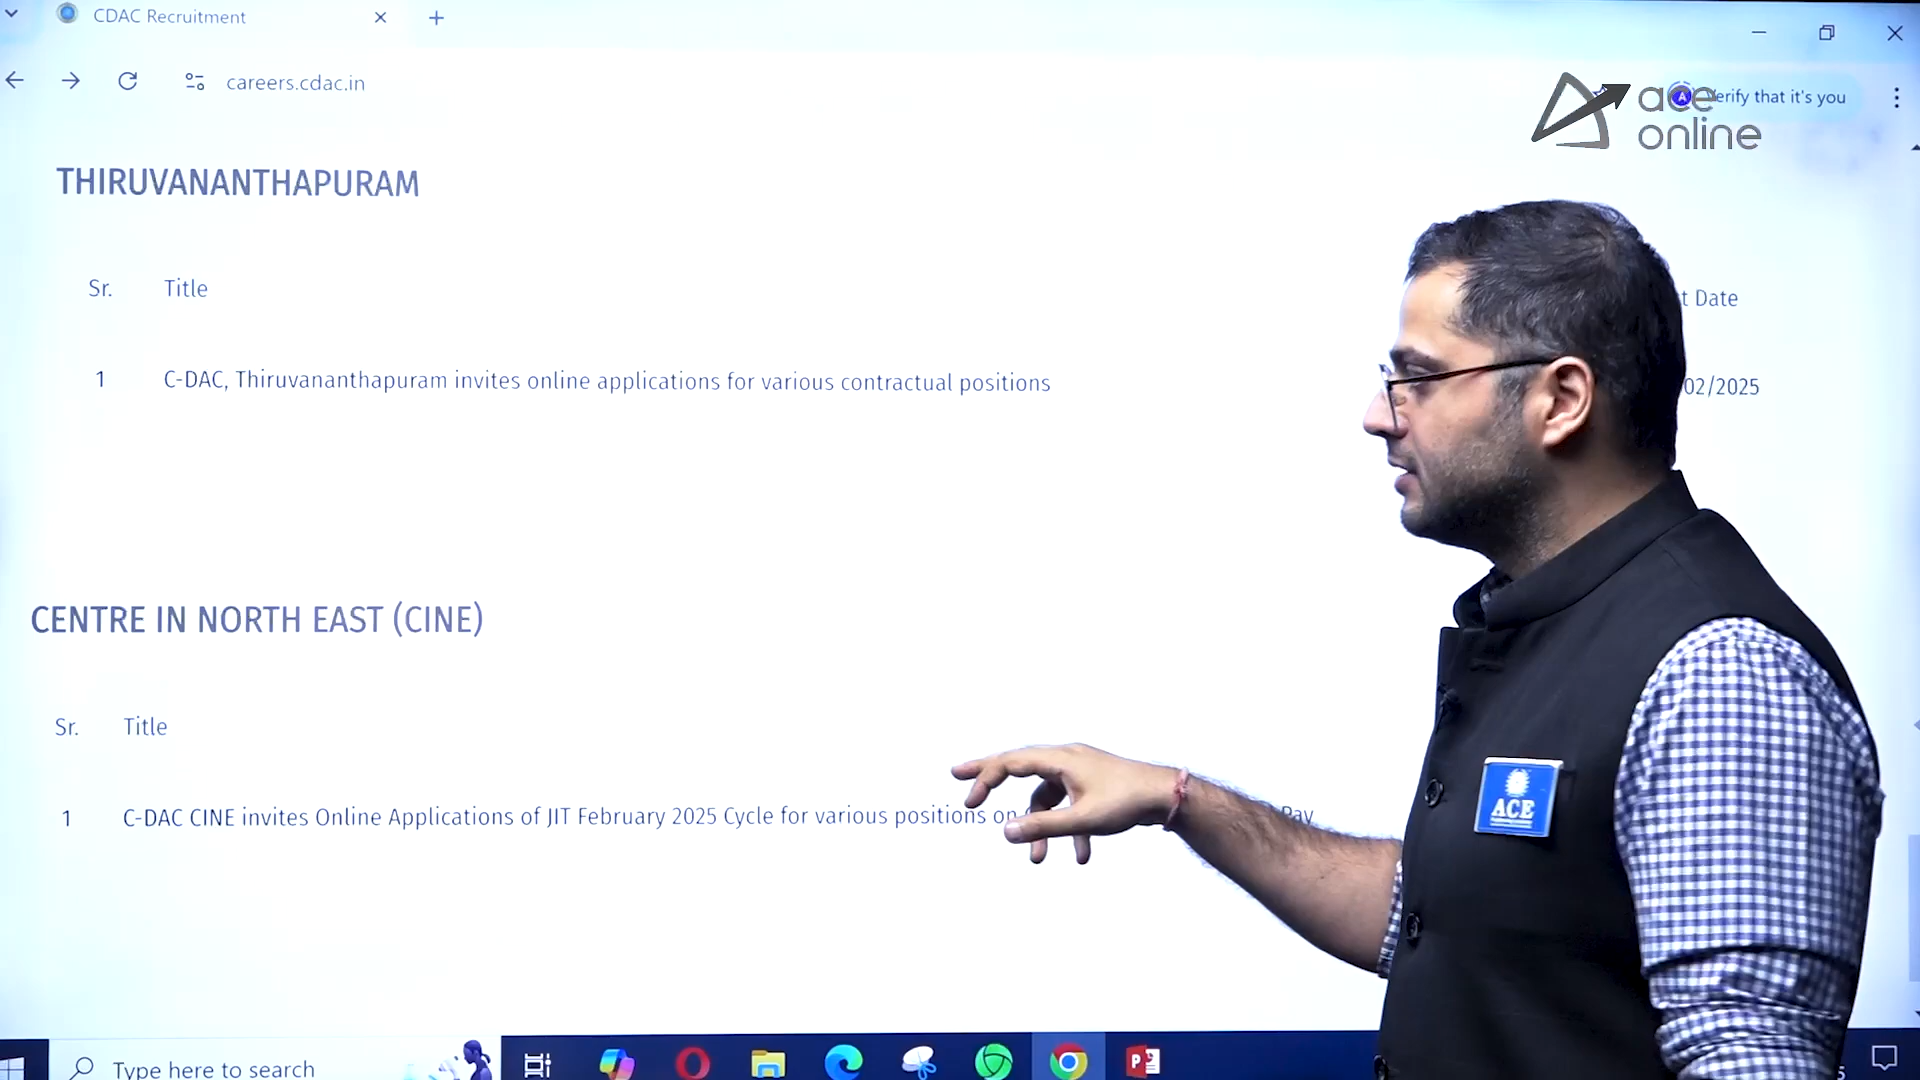 CDAC Recruitment
careers.cdac.in
erify that it's you
ace
online
THIRUVANANTHAPURAM
Sr. Title t Date
1 C-DAC, Thiruvananthapuram invites online applications for various contractual positions 02/2025
CENTRE IN NORTH EAST (CINE)
Sr. Title
1 C-DAC CINE invites Online Applications of JIT February 2025 Cycle for various positions on Pay
ACE
Type here to search